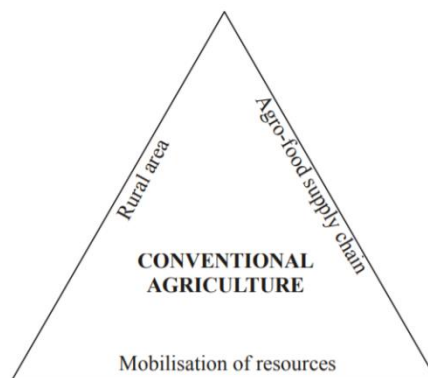 Rural area
Agro-food supply chain
CONVENTIONAL
AGRICULTURE
Mobilisation of resources